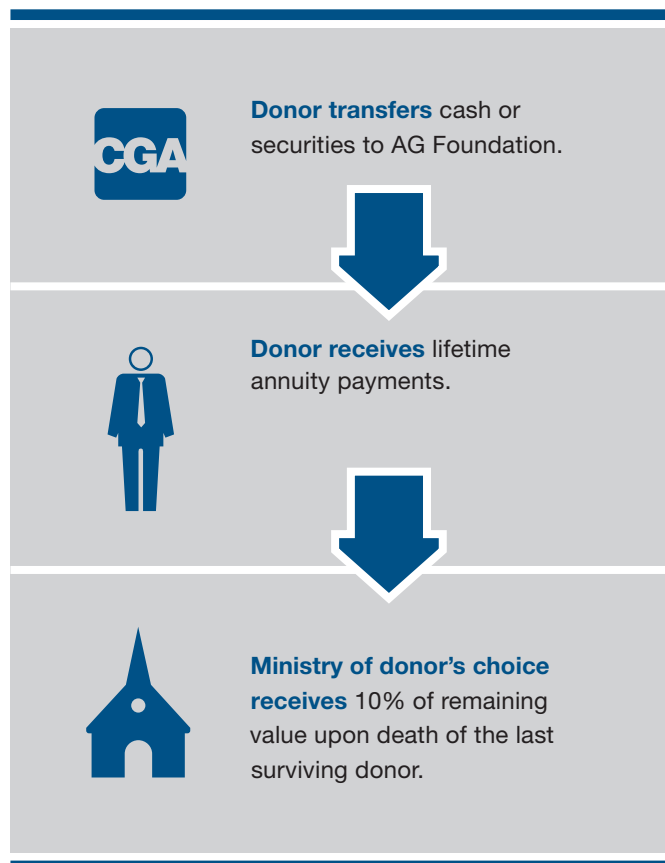 CGA
Donor transfers cash or
securities to AG Foundation.
Donor receives lifetime
annuity payments.
Ministry of donor’s choice
receives 10% of remaining
value upon death of the last
surviving donor.